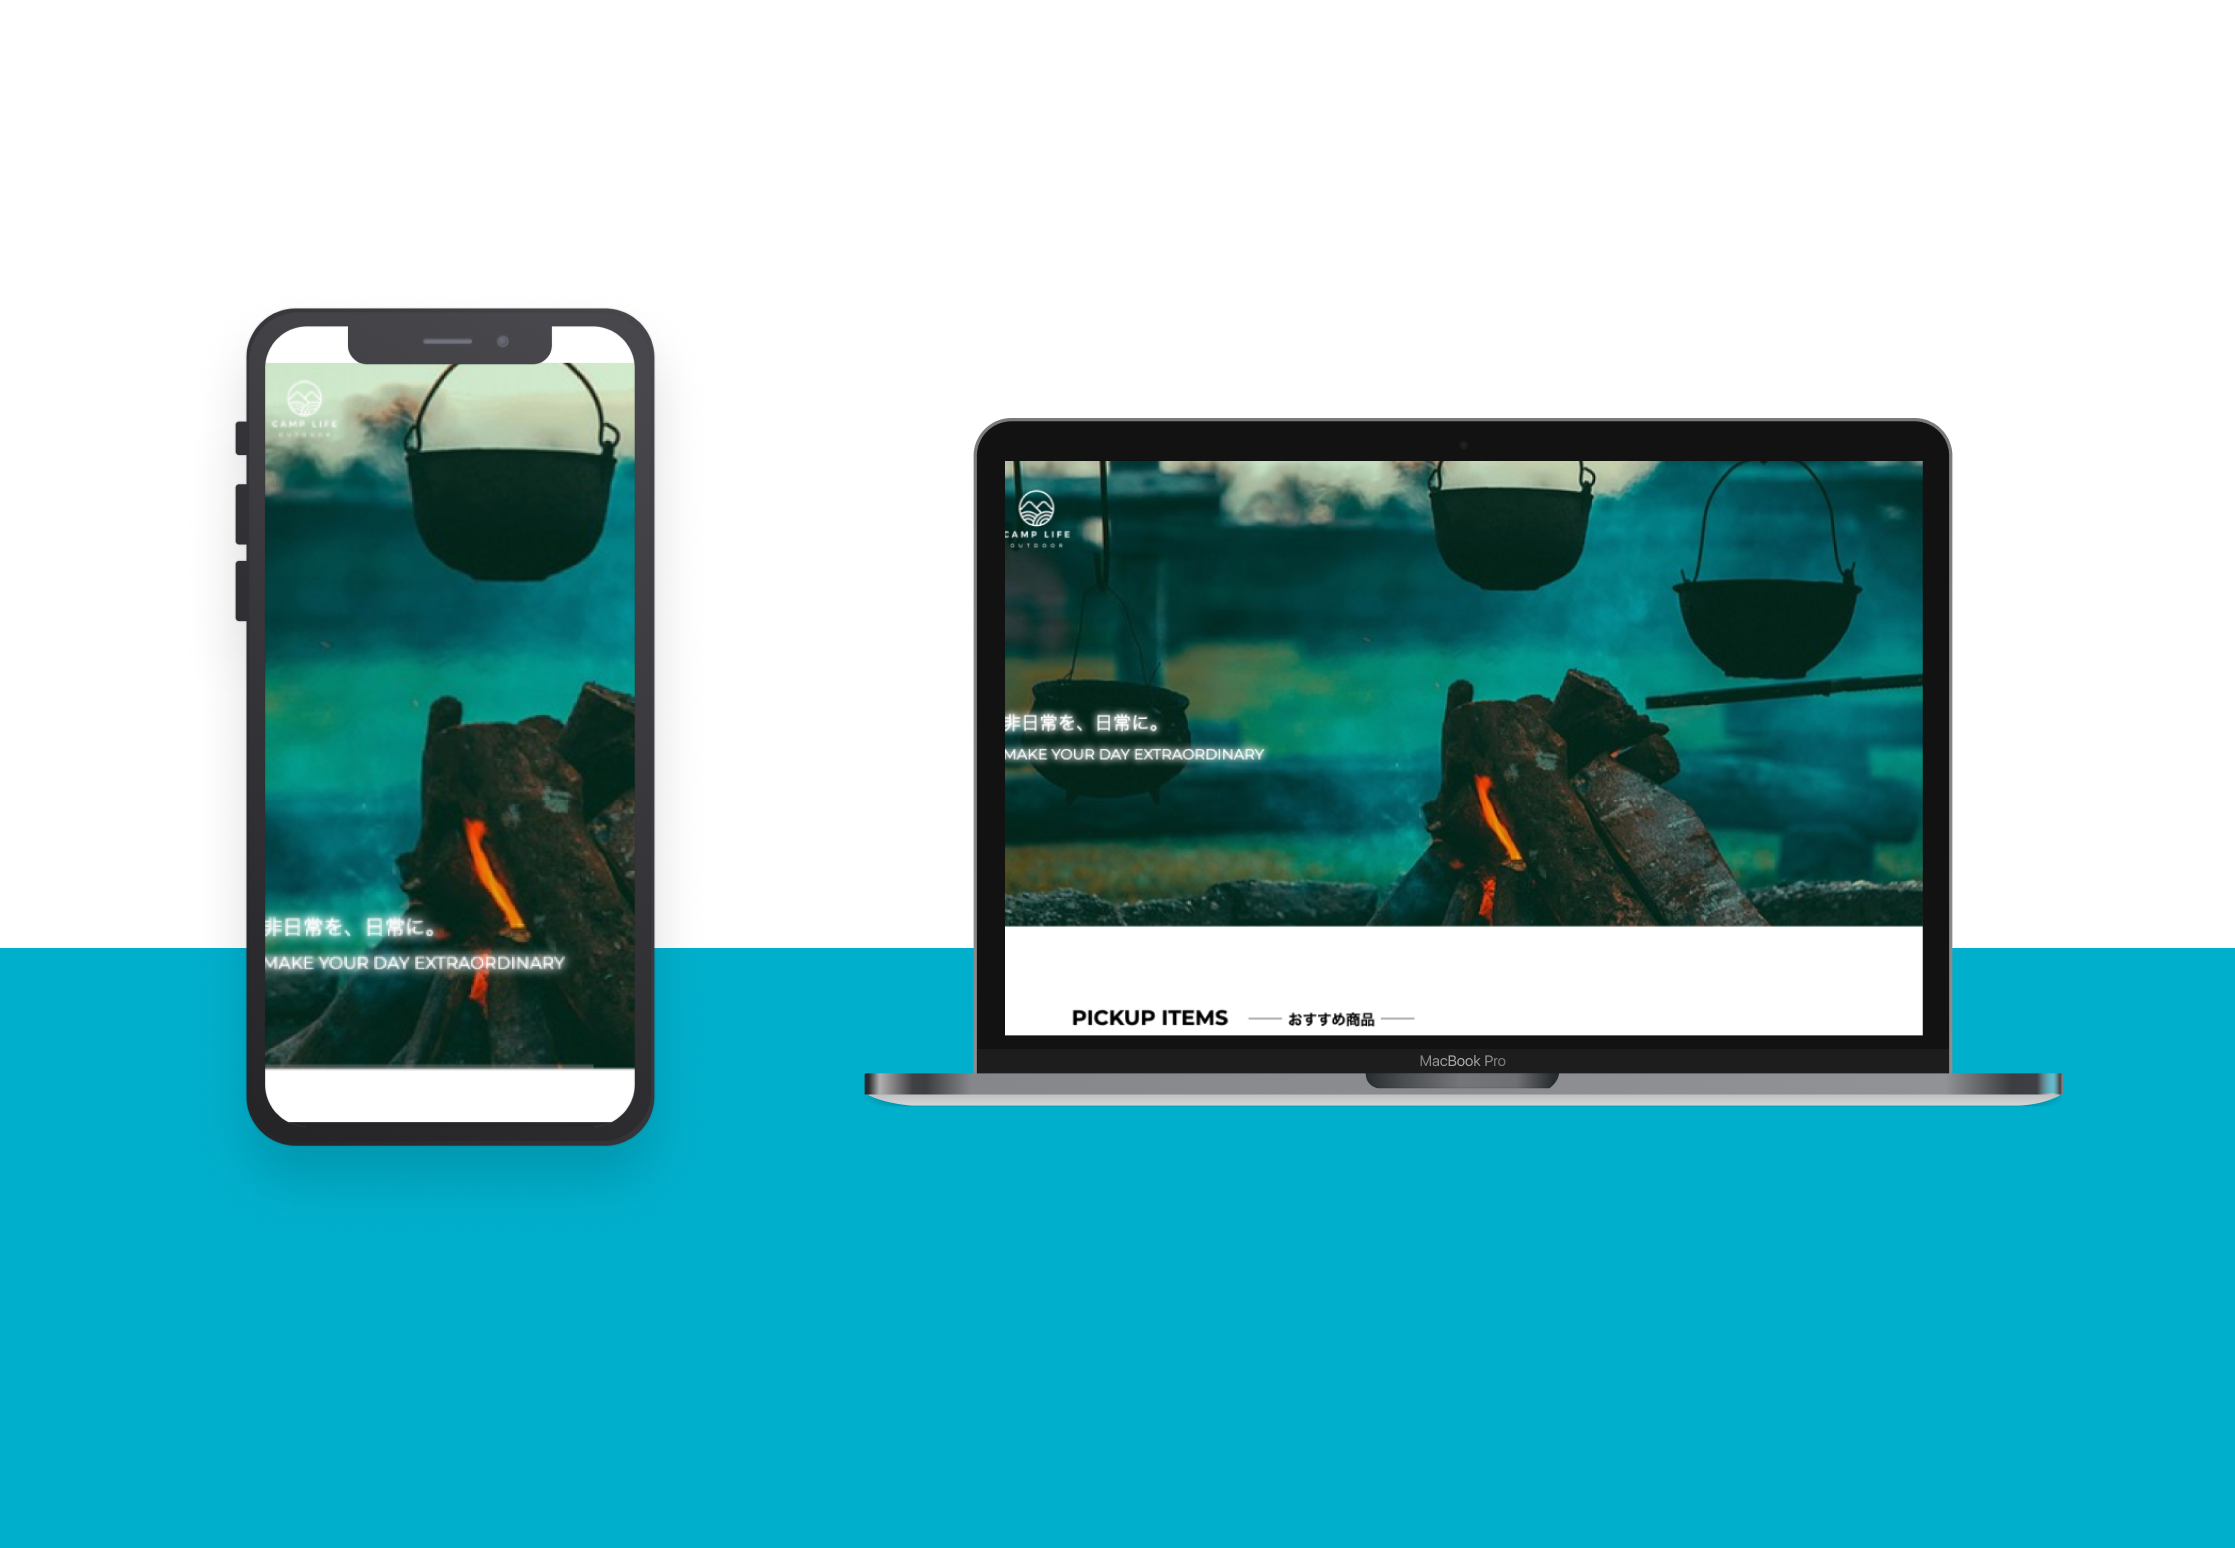 CAMP LIFE
OUTDOOR
非日常を、日常に。
MAKE YOUR DAY EXTRAORDINARY
CAMP LIFE
OUTDOOR
非日常を、日常に。
MAKE YOUR DAY EXTRAORDINARY
PICKUP ITEMS おすすめ商品
MacBook Pro